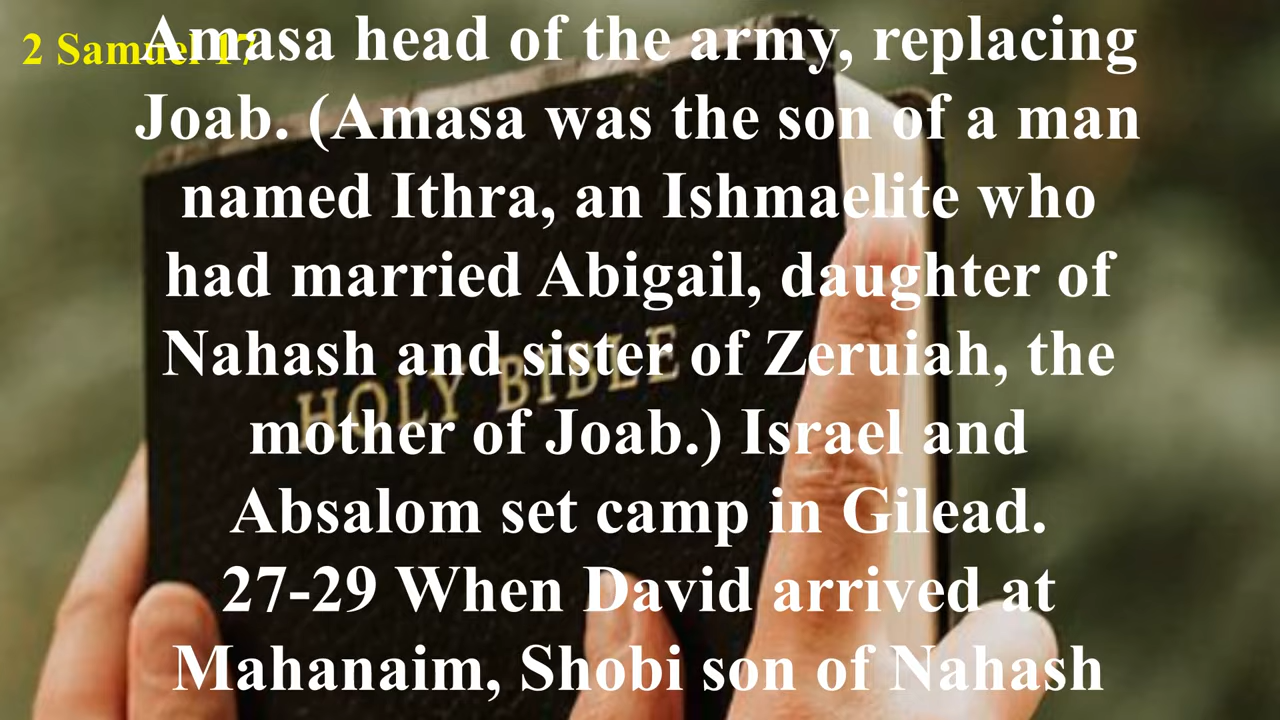 2 Samuel 17
Amasa head of the army, replacing
Joab. (Amasa was the son of a man
named Ithra, an Ishmaelite who
had married Abigail, daughter of
Nahash and sister of Zeruiah, the
mother of Joab.) Israel and
Absalom set camp in Gilead.
27-29 When David arrived at
Mahanaim, Shobi son of Nahash
HOLY BIBLE